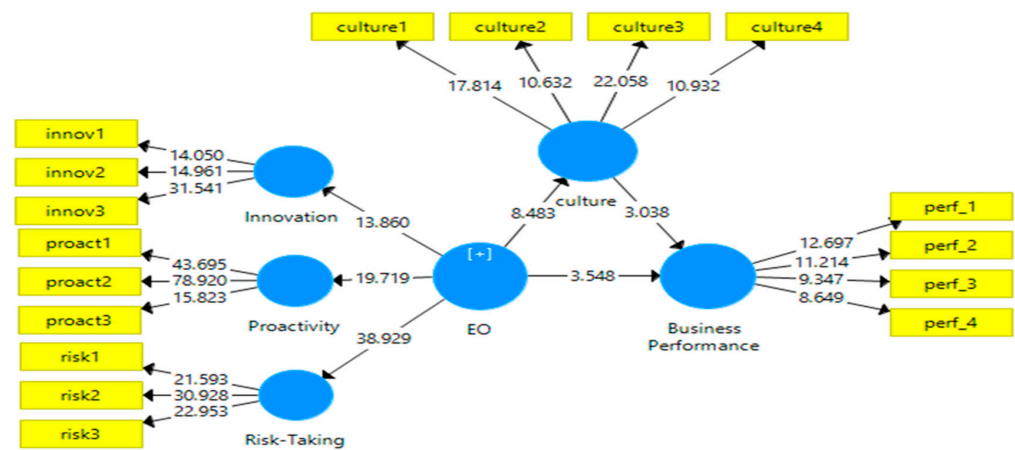 culture1
culture2
culture3
culture4
17.814
10.632
22.058
10.932
innov1
innov2
innov3
14.050
14.961
31.541
Innovation
culture
13.860
8.483
3.038
proact1
proact2
proact3
43.695
78.920
15.823
Proactivity
19.719
[+]
EO
3.548
Business
Performance
12.697
11.214
9.347
8.649
perf_1
perf_2
perf_3
perf_4
38.929
risk1
risk2
risk3
21.593
30.928
22.953
Risk-Taking